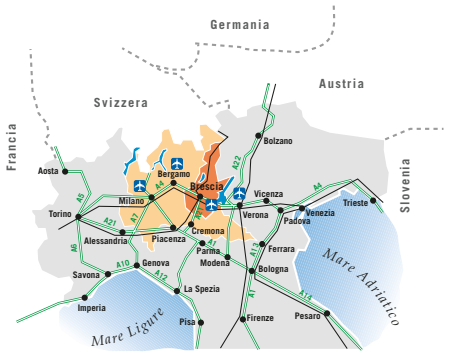 Germania
Austria
Svizzera
Francia
Slovenia
Bolzano
A22
Aosta
Bergamo
A4
Brescia
A5
Milano
Vicenza
A4
Trieste
Torino
A21
A7
Verona
Padova
Venezia
Cremona
Alessandria
Piacenza
A1
Parma
Ferrara
A13
Modena
A6
A10
Genova
Bologna
Savona
A12
La Spezia
A1
A14
Imperia
Pisa
Firenze
Pesaro
Mare Ligure
Mare Adriatico